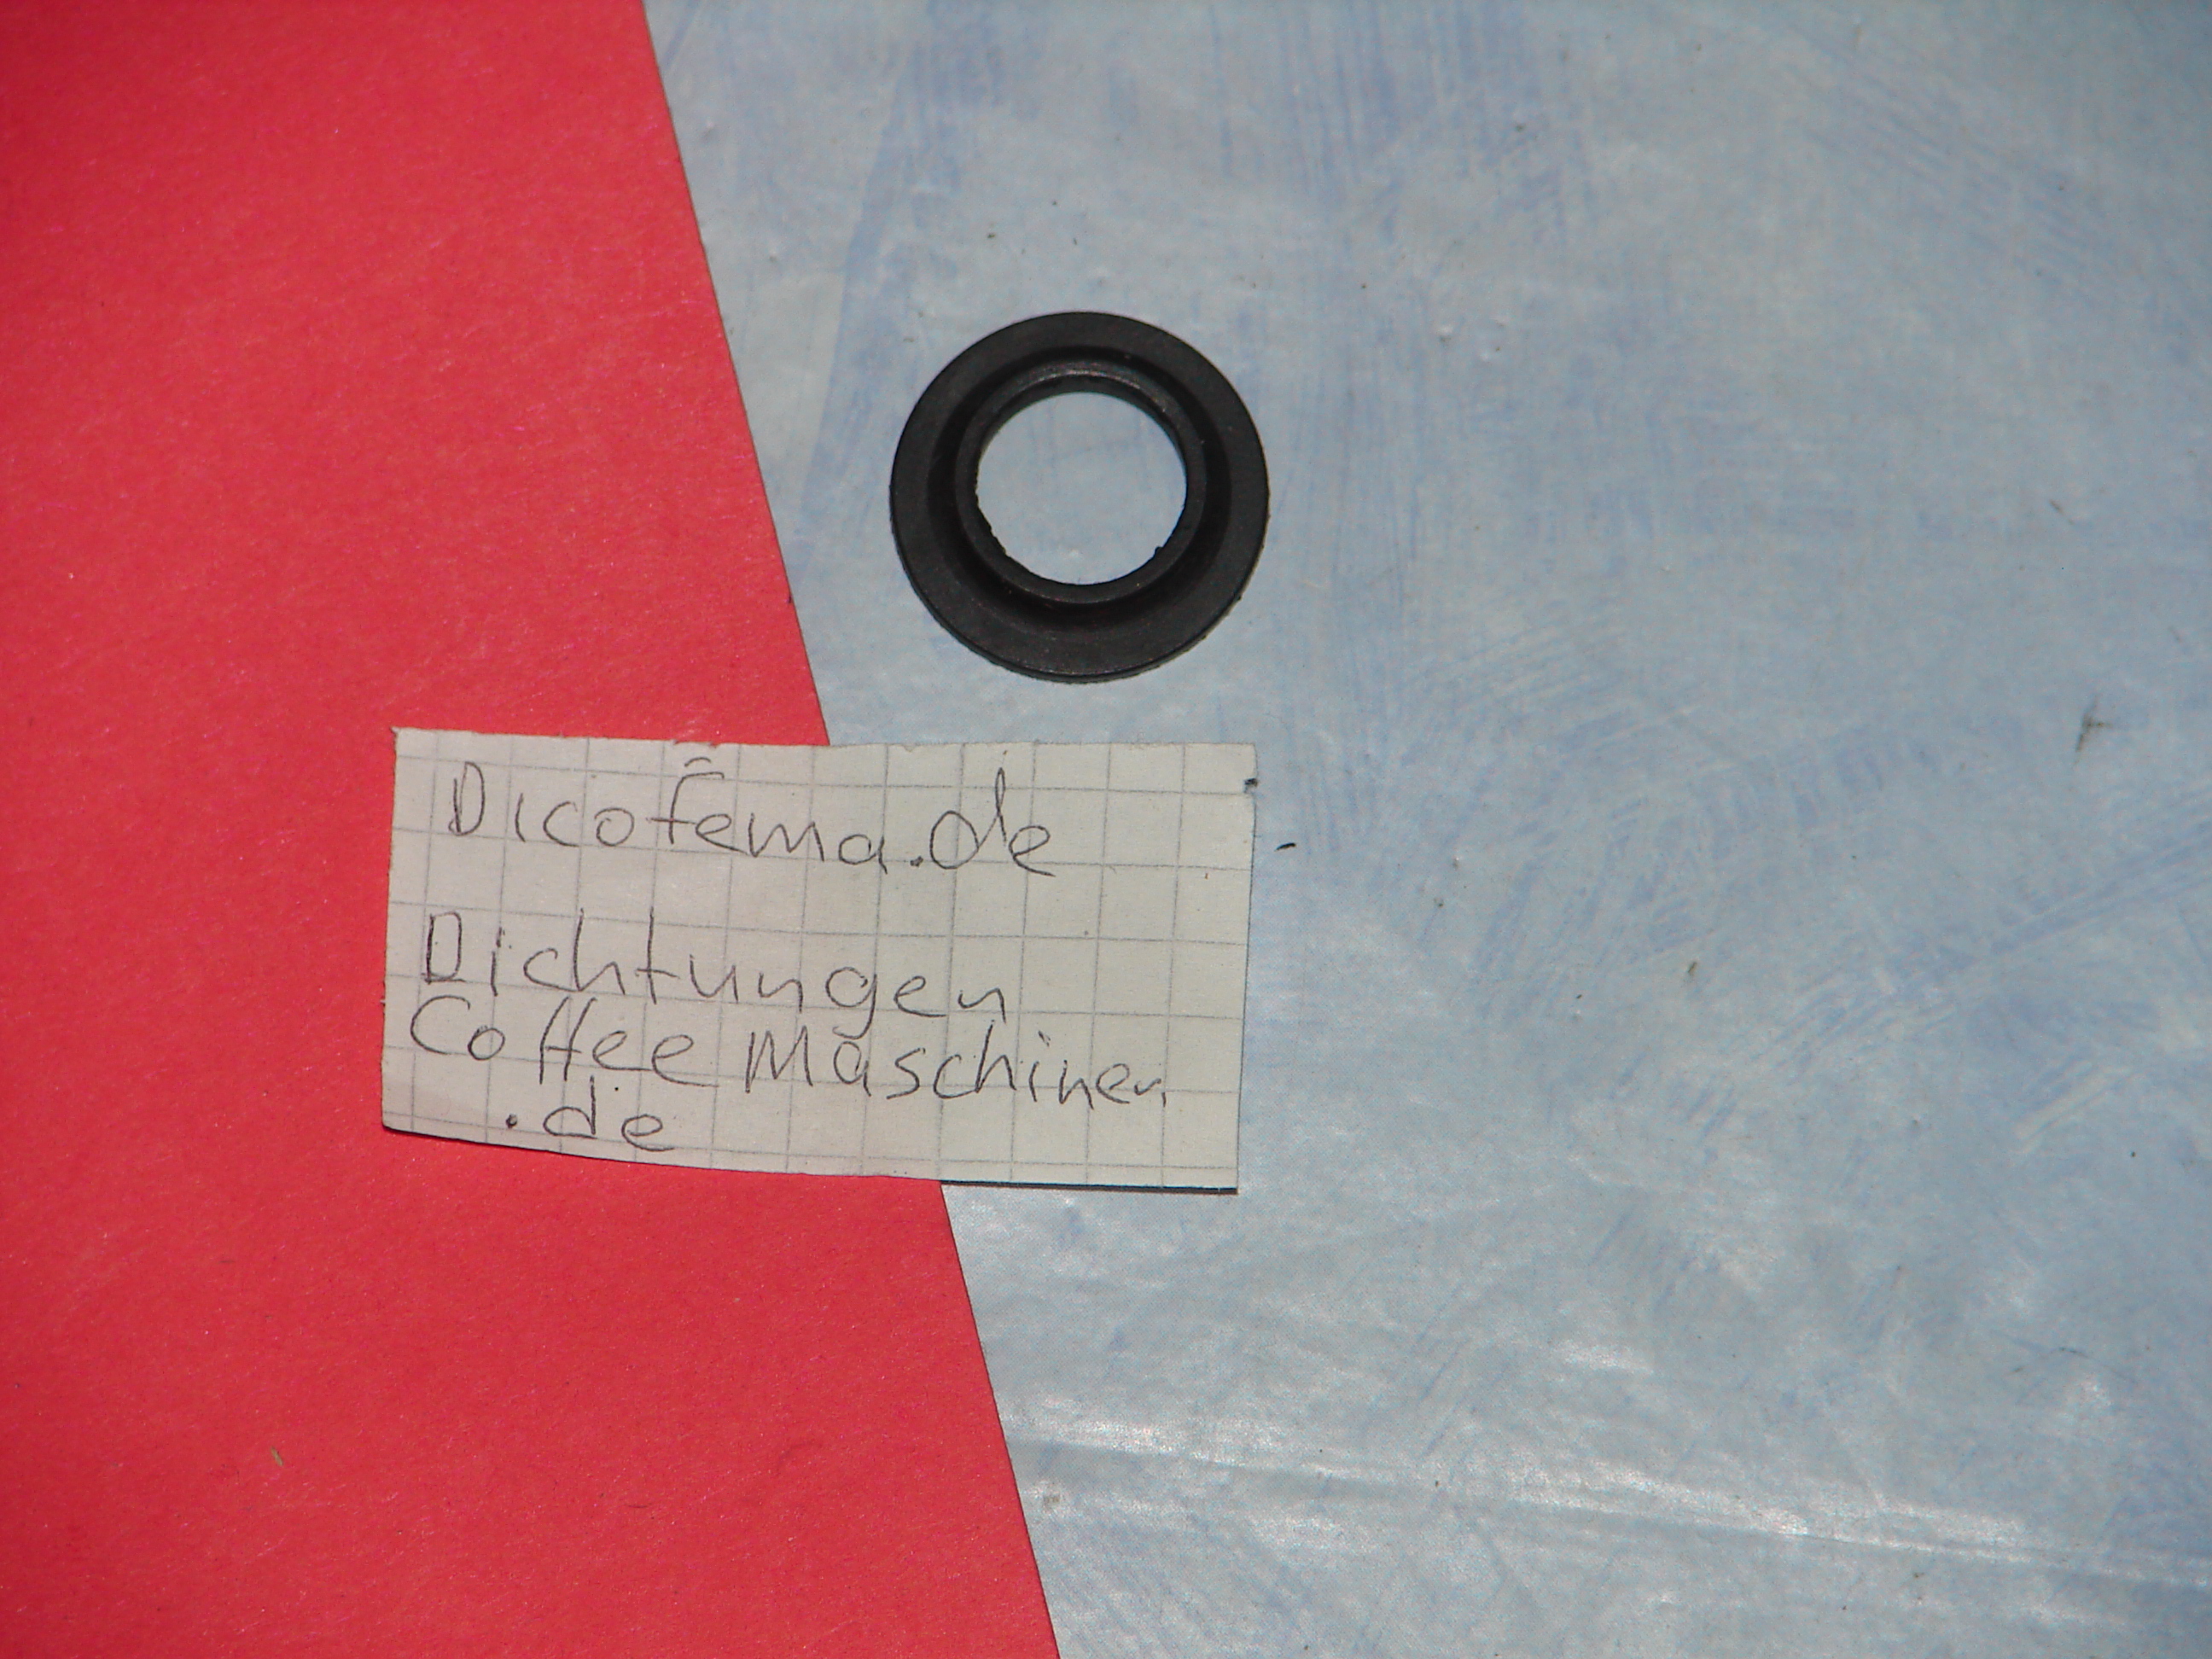 Dicofema.de
Dichtungen
Coffee Maschinen
.de